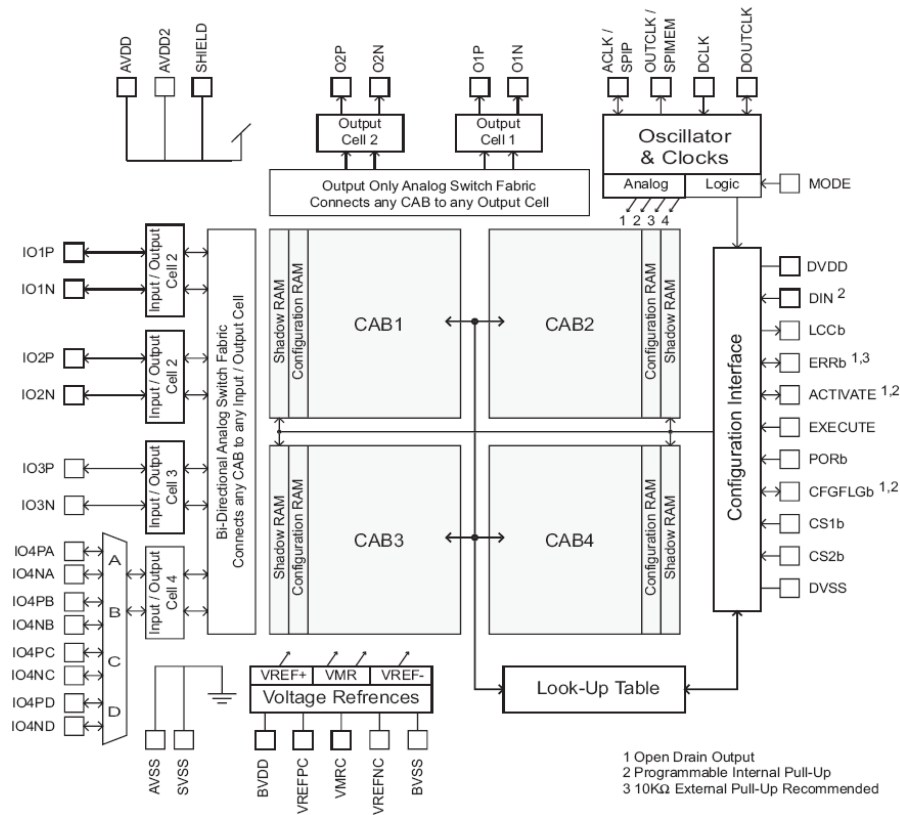 AVDD
AVDD2
SHIELD
O2P
O2N
O1P
O1N
ACLK /
SPIP
OUTCLK /
SPIMEM
DCLK
DOUTCLK
Output
Cell 2
Output
Cell 1
Oscillator
& Clocks
Analog
Logic
MODE
Output Only Analog Switch Fabric
Connects any CAB to any Output Cell
1 2 3 4
IO1P
IO1N
IO2P
IO2N
IO3P
IO3N
IO4PA
IO4NA
IO4PB
IO4NB
IO4PC
IO4NC
IO4PD
IO4ND
A
B
C
D
Input / Output
Cell 2
Input / Output
Cell 2
Input / Output
Cell 3
Input / Output
Cell 4
Bi-Directional Analog Switch Fabric
Connects any CAB to any Input / Output Cell
Shadow RAM
Configuration RAM
CAB1
CAB2
Configuration RAM
Shadow RAM
Shadow RAM
Configuration RAM
CAB3
CAB4
Configuration RAM
Shadow RAM
Configuration Interface
DVDD
DIN 2
LCCb
ERRb 1,3
ACTIVATE 1,2
EXECUTE
PORb
CFGFLGb 1,2
CS1b
CS2b
DVSS
VREF+
VMR
VREF-
Voltage Refrences
Look-Up Table
AVSS
SVSS
BVDD
VREFPC
VMRC
VREFNC
BVSS
1 Open Drain Output
2 Programmable Internal Pull-Up
3 10KΩ External Pull-Up Recommended